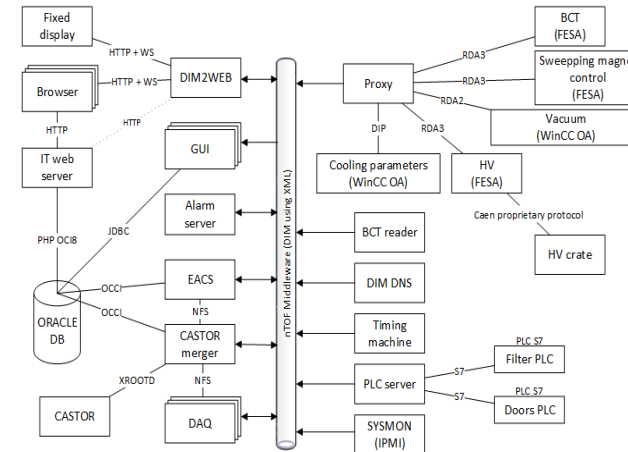 Fixed
display
HTTP + WS
DIM2WEB
HTTP + WS
Browser
HTTP
HTTP
IT web
server
GUI
Alarm
server
PHP OCI8
JDBC
EACS
OCCI
OCCI
NFS
ORACLE
DB
CASTOR
merger
XROOTD
NFS
CASTOR
DAQ
nTOF Middleware (DIM using XML)
Proxy
RDA3
BCT
(FESA)
RDA3
Sweepping magne
control
(FESA)
RDA2
Vacuum
(WinCC OA)
DIP
RDA3
Cooling parameters
(WinCC OA)
HV
(FESA)
Caen proprietary protocol
HV crate
BCT reader
DIM DNS
Timing
machine
PLC server
S7
PLC S7
Filter PLC
S7
PLC S7
Doors PLC
SYSMON
(IPMI)